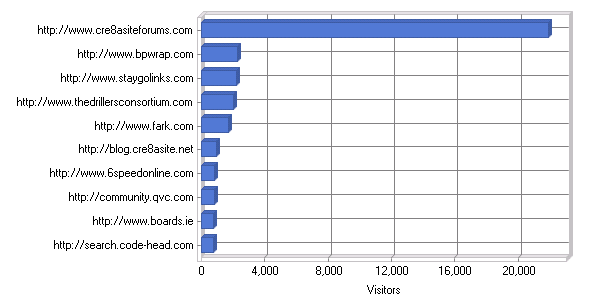 http://www.cre8asiteforums.com
http://www.bpwrap.com
http://www.staygolinks.com
http://www.thedrillersconsortium.com
http://www.fark.com
http://blog.cre8asite.net
http://www.6speedonline.com
http://community.qvc.com
http://www.boards.ie
http://search.code-head.com
0 4,000 8,000 12,000 16,000 20,000
Visitors